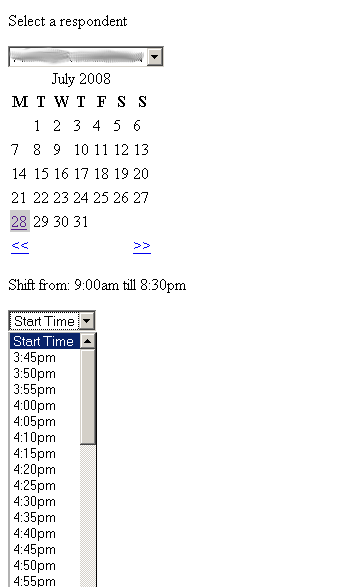 Select a respondent
July 2008
M T W T F S S
1 2 3 4 5 6
7 8 9 10 11 12 13
14 15 16 17 18 19 20
21 22 23 24 25 26 27
28 29 30 31
<< >>
Shift from: 9:00am till 8:30pm
Start Time
Start Time
3:45pm
3:50pm
3:55pm
4:00pm
4:05pm
4:10pm
4:15pm
4:20pm
4:25pm
4:30pm
4:35pm
4:40pm
4:45pm
4:50pm
4:55pm